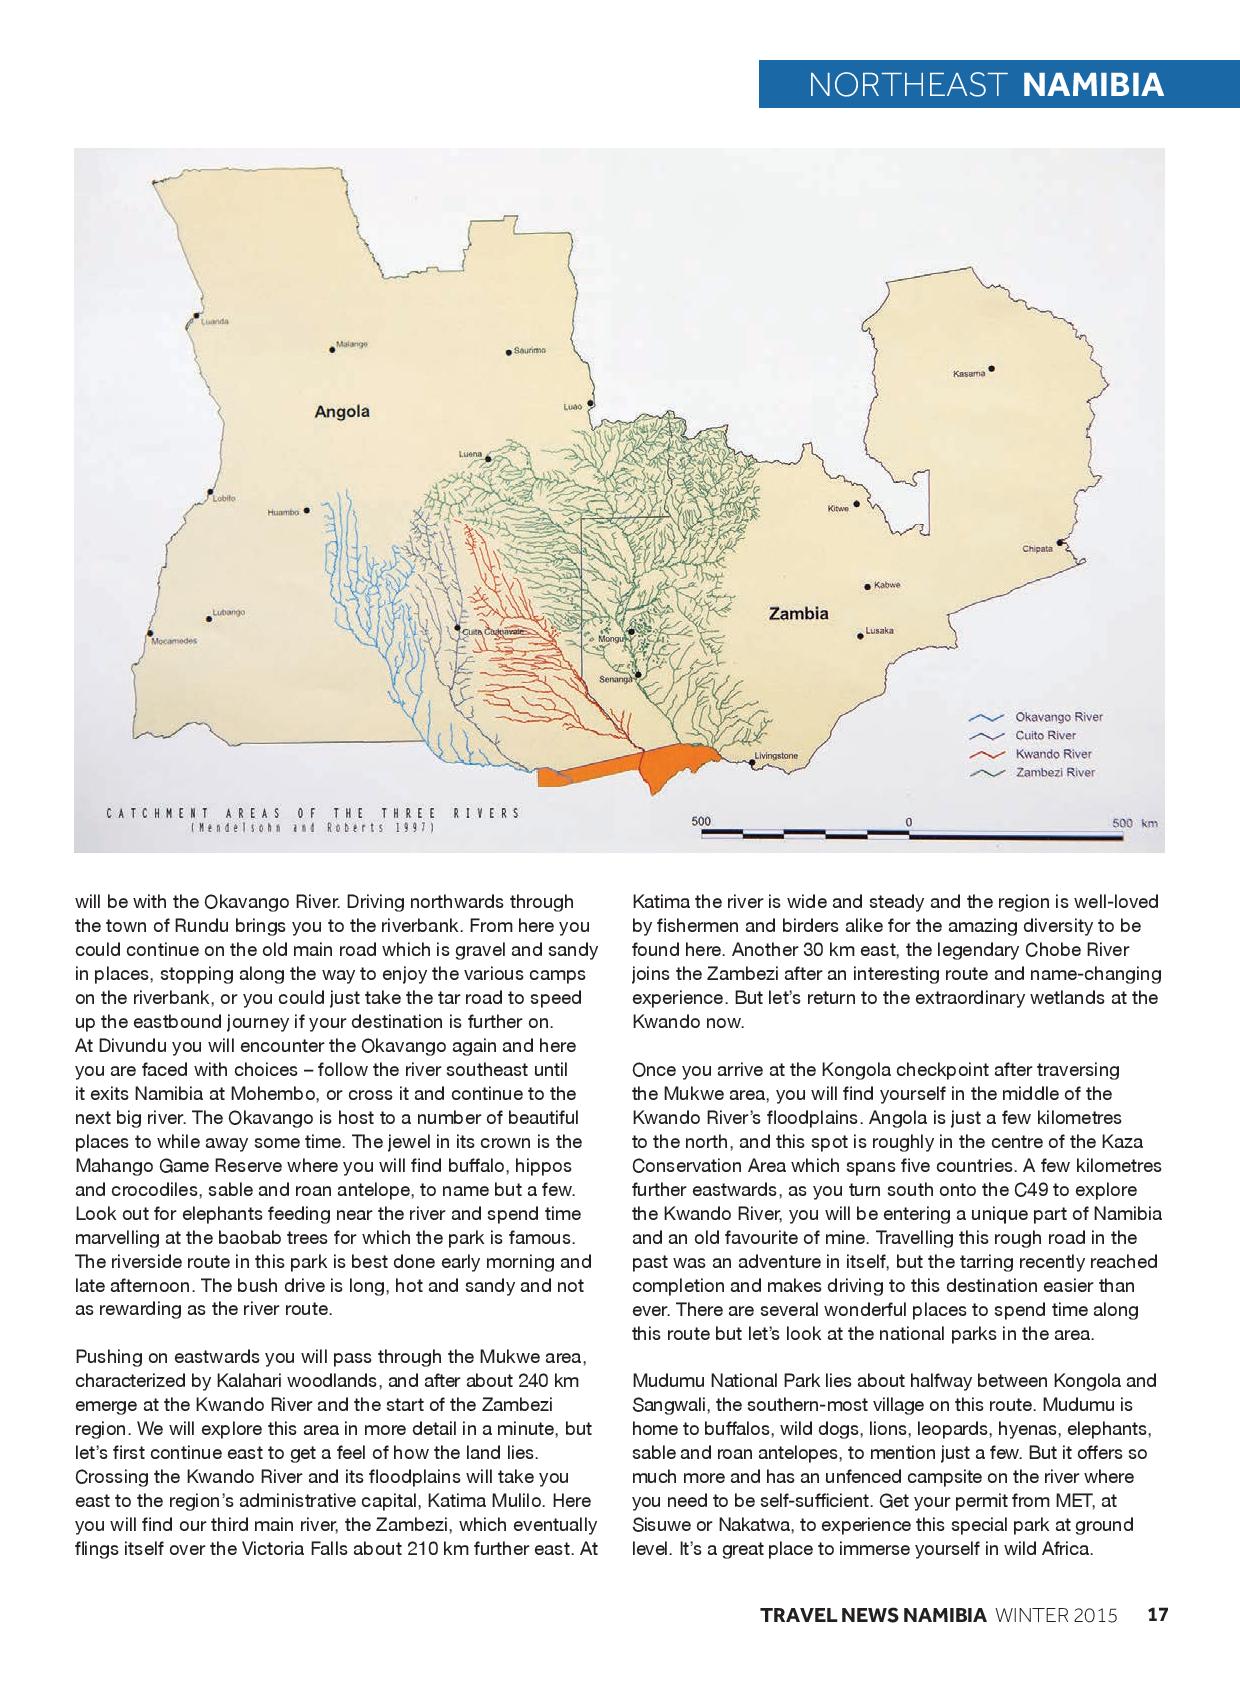 NORTHEAST NAMIBIA
Luanda
Malange
Saurimo
Kasama
Luao
Angola
Luena
Lobito
Huambo
Kitwe
Chipata
Kabwe
Lubango
Zambia
Lusaka
Cuito Cuanavale
Mocamedes
Mongu
Senanga
Okavango River
Cuito River
Kwando River
Zambezi River
Livingstone
CATCHMENT AREAS OF THE THREE RIVERS
(Mendelsohn and Roberts 1997)
500 0 500 km
will be with the Okavango River. Driving northwards through
the town of Rundu brings you to the riverbank. From here you
could continue on the old main road which is gravel and sandy
in places, stopping along the way to enjoy the various camps
on the riverbank, or you could just take the tar road to speed
up the eastbound journey if your destination is further on.
At Divundu you will encounter the Okavango again and here
you are faced with choices – follow the river southeast until
it exits Namibia at Mohembo, or cross it and continue to the
next big river. The Okavango is host to a number of beautiful
places to while away some time. The jewel in its crown is the
Mahango Game Reserve where you will find buffalo, hippos
and crocodiles, sable and roan antelope, to name but a few.
Look out for elephants feeding near the river and spend time
marvelling at the baobab trees for which the park is famous.
The riverside route in this park is best done early morning and
late afternoon. The bush drive is long, hot and sandy and not
as rewarding as the river route.
Pushing on eastwards you will pass through the Mukwe area,
characterized by Kalahari woodlands, and after about 240 km
emerge at the Kwando River and the start of the Zambezi
region. We will explore this area in more detail in a minute, but
let's first continue east to get a feel of how the land lies.
Crossing the Kwando River and its floodplains will take you
east to the region's administrative capital, Katima Mulilo. Here
you will find our third main river, the Zambezi, which eventually
flings itself over the Victoria Falls about 210 km further east. At
Katima the river is wide and steady and the region is well-loved
by fishermen and birders alike for the amazing diversity to be
found here. Another 30 km east, the legendary Chobe River
joins the Zambezi after an interesting route and name-changing
experience. But let's return to the extraordinary wetlands at the
Kwando now.
Once you arrive at the Kongola checkpoint after traversing
the Mukwe area, you will find yourself in the middle of the
Kwando River's floodplains. Angola is just a few kilometres
to the north, and this spot is roughly in the centre of the Kaza
Conservation Area which spans five countries. A few kilometres
further eastwards, as you turn south onto the C49 to explore
the Kwando River, you will be entering a unique part of Namibia
and an old favourite of mine. Travelling this rough road in the
past was an adventure in itself, but the tarring recently reached
completion and makes driving to this destination easier than
ever. There are several wonderful places to spend time along
this route but let's look at the national parks in the area.
Mudumu National Park lies about halfway between Kongola and
Sangwali, the southern-most village on this route. Mudumu is
home to buffalos, wild dogs, lions, leopards, hyenas, elephants,
sable and roan antelopes, to mention just a few. But it offers so
much more and has an unfenced campsite on the river where
you need to be self-sufficient. Get your permit from MET, at
Sisuwe or Nakatwa, to experience this special park at ground
level. It's a great place to immerse yourself in wild Africa.
TRAVEL NEWS NAMIBIA WINTER 2015 17